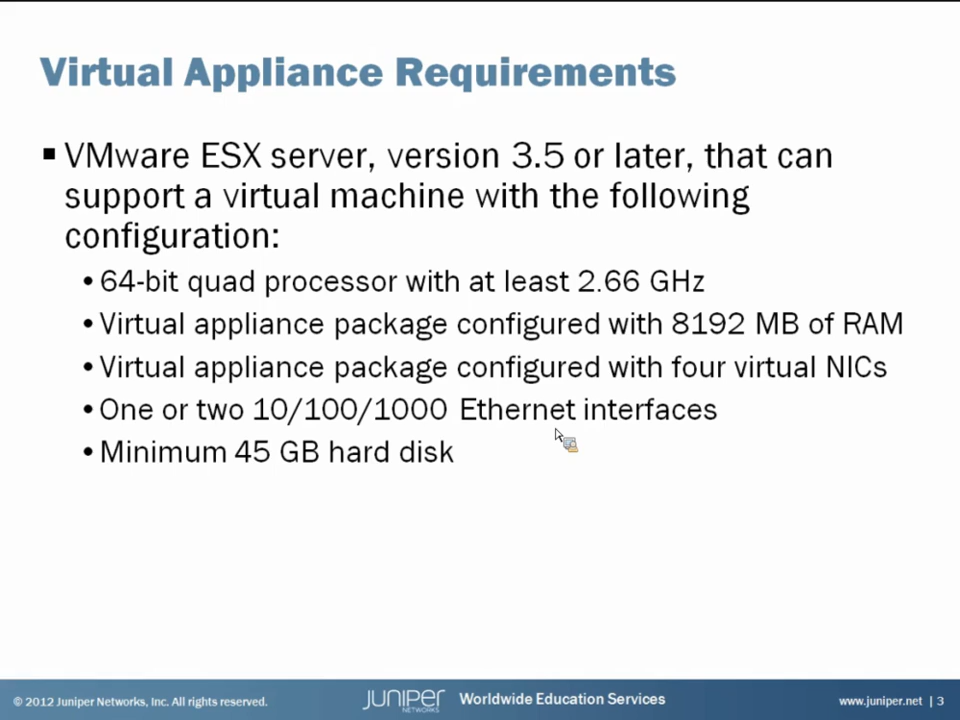 Virtual Appliance Requirements
▪ VMware ESX server, version 3.5 or later, that can
support a virtual machine with the following
configuration:
• 64-bit quad processor with at least 2.66 GHz
• Virtual appliance package configured with 8192 MB of RAM
• Virtual appliance package configured with four virtual NICs
• One or two 10/100/1000 Ethernet interfaces
• Minimum 45 GB hard disk
© 2012 Juniper Networks, Inc. All rights reserved.
JUNIPER
NETWORKS
Worldwide Education Services
www.juniper.net | 3